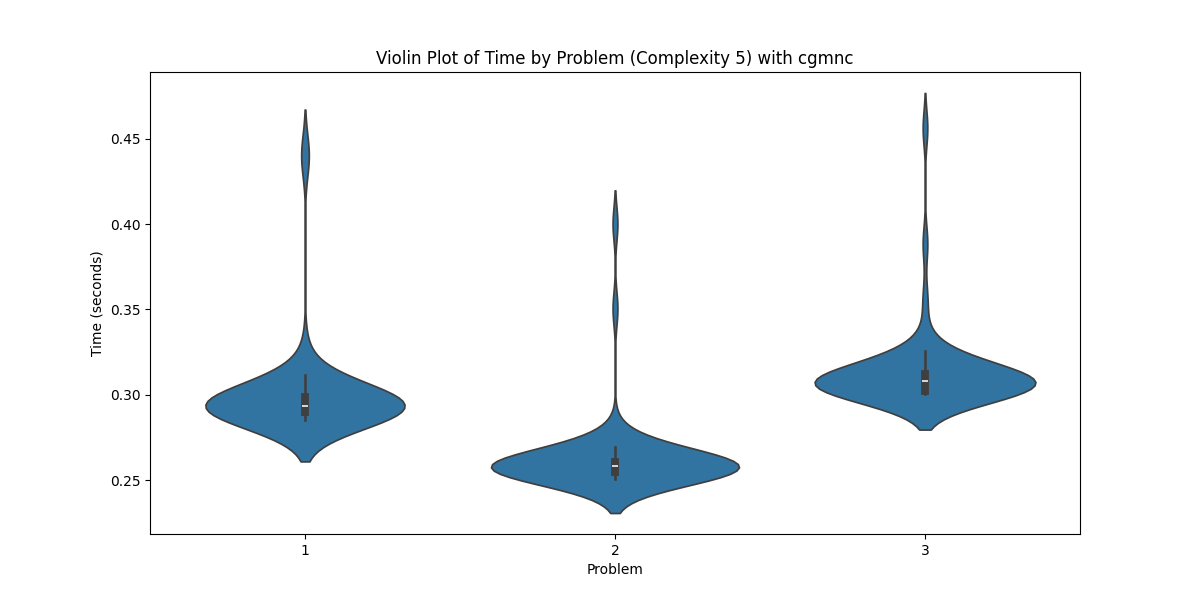 Violin Plot of Time by Problem (Complexity 5) with cgmnc
Time (seconds)
0.45
0.40
0.35
0.30
0.25
1 2 3
Problem